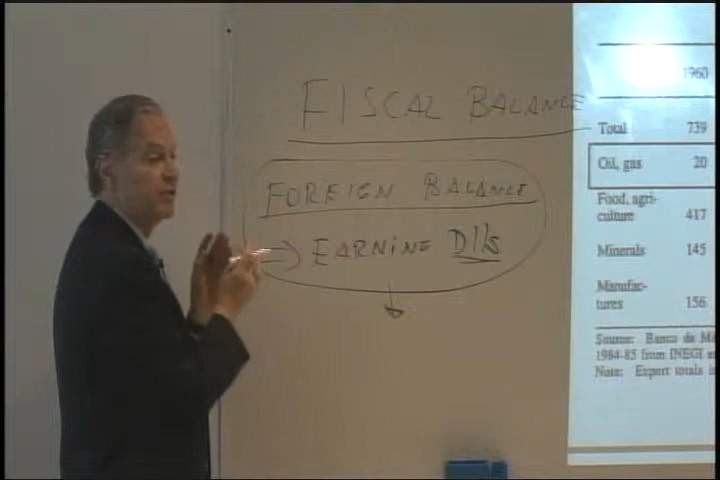 FISCAL BALANCE
FOREIGN BALANCE
EARNINE Dlls
1960
Total 739
Oil, gas 20
Food, agri-
culture 417
Minerals 145
Manufac-
tures 156
Source: Banco de
1984-85 from INEGI
Note: Export totals